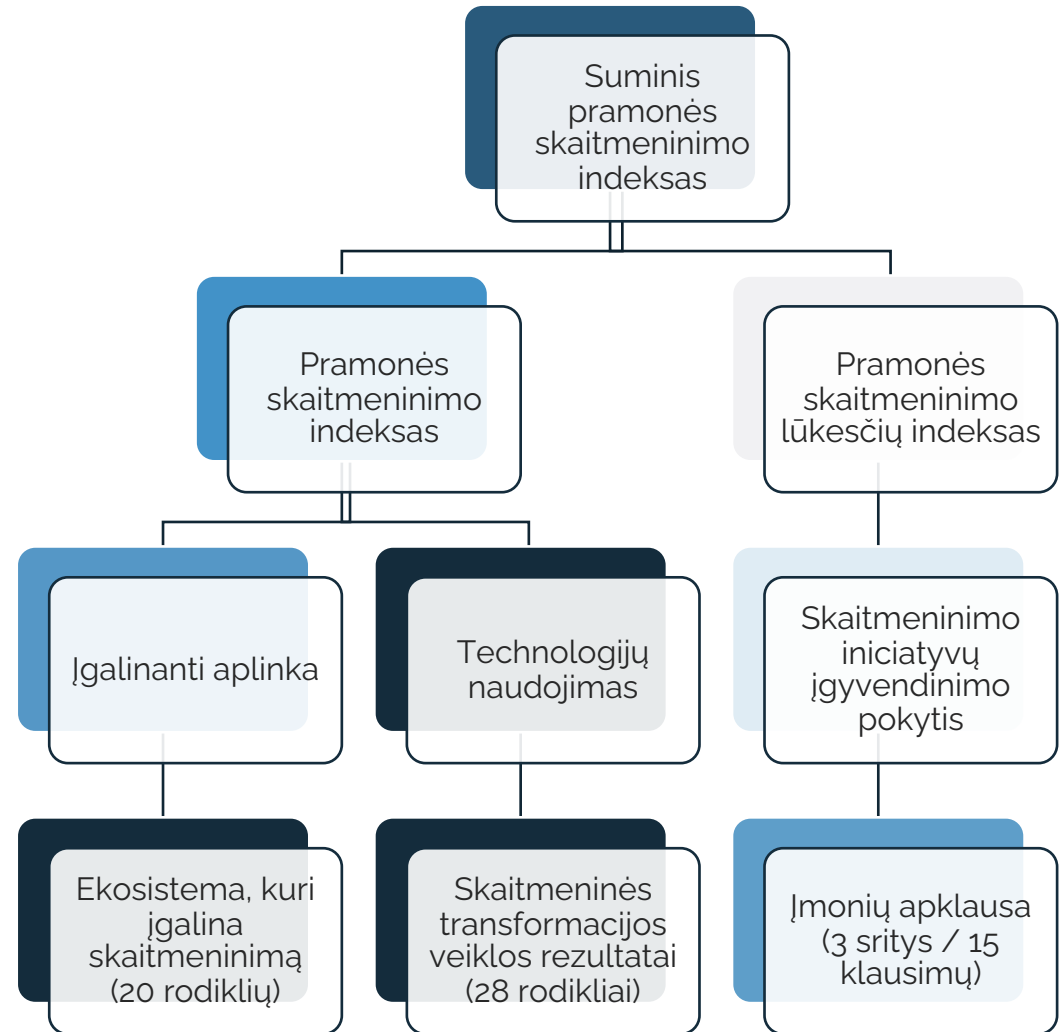 Suminis
pramonės
skaitmeninimo
indeksas
Pramonės
skaitmeninimo
indeksas
Pramonės
skaitmeninimo
lūkesčių indeksas
Įgalinanti aplinka
Technologijų
naudojimas
Skaitmeninimo
iniciatyvų
įgyvendinimo
pokytis
Ekosistema, kuri
įgalina
skaitmeninimą
(20 rodiklių)
Skaitmeninės
transformacijos
veiklos rezultatai
(28 rodikliai)
Įmonių apklausa
(3 sritys / 15
klausimų)